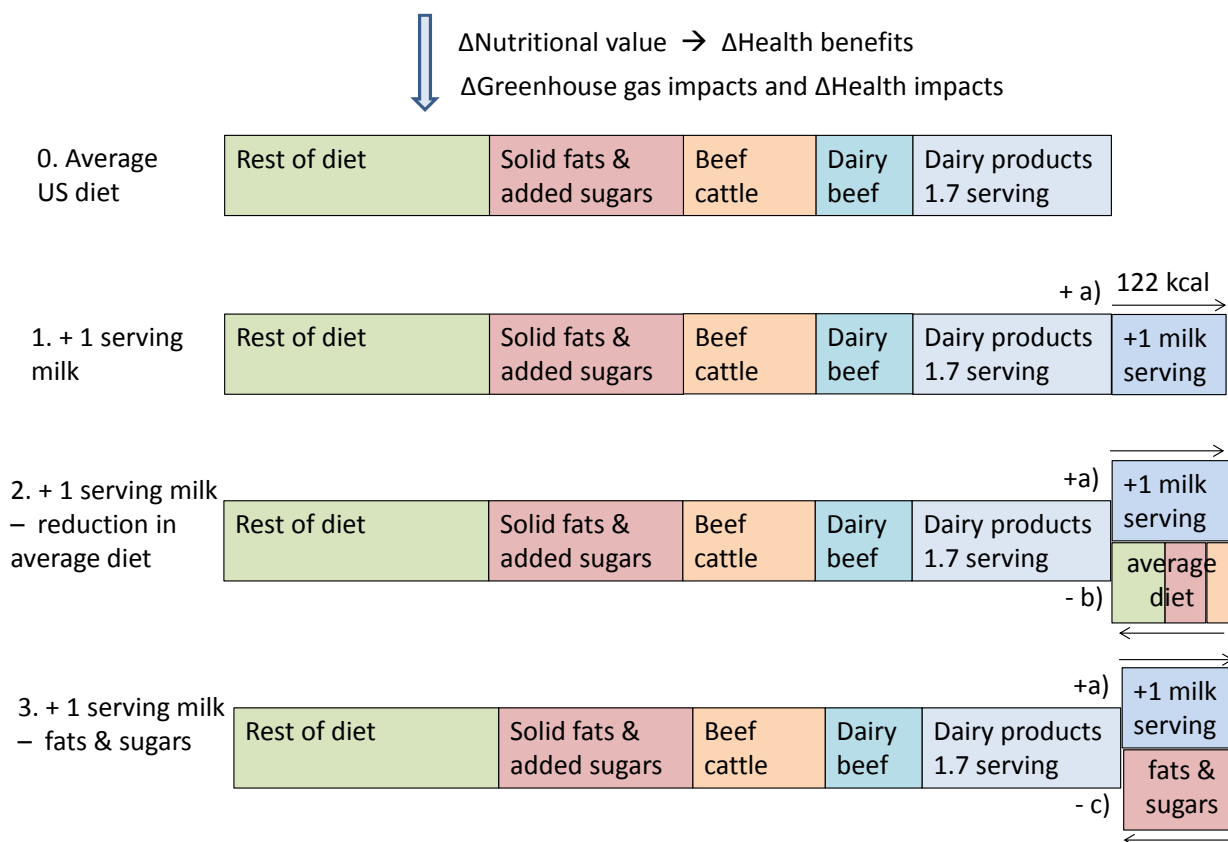 ΔNutritional value → ΔHealth benefits
ΔGreenhouse gas impacts and ΔHealth impacts
0. Average
US diet
Rest of diet
Solid fats &
added sugars
Beef
cattle
Dairy
beef
Dairy products
1.7 serving
+ a)
122 kcal
1. + 1 serving
milk
Rest of diet
Solid fats &
added sugars
Beef
cattle
Dairy
beef
Dairy products
1.7 serving
+1 milk
serving
2. + 1 serving milk
– reduction in
average diet
Rest of diet
Solid fats &
added sugars
Beef
cattle
Dairy
beef
Dairy products
1.7 serving
+a)
+1 milk
serving
- b)
average
diet
3. + 1 serving milk
– fats & sugars
Rest of diet
Solid fats &
added sugars
Beef
cattle
Dairy
beef
Dairy products
1.7 serving
+a)
+1 milk
serving
- c)
fats &
sugars